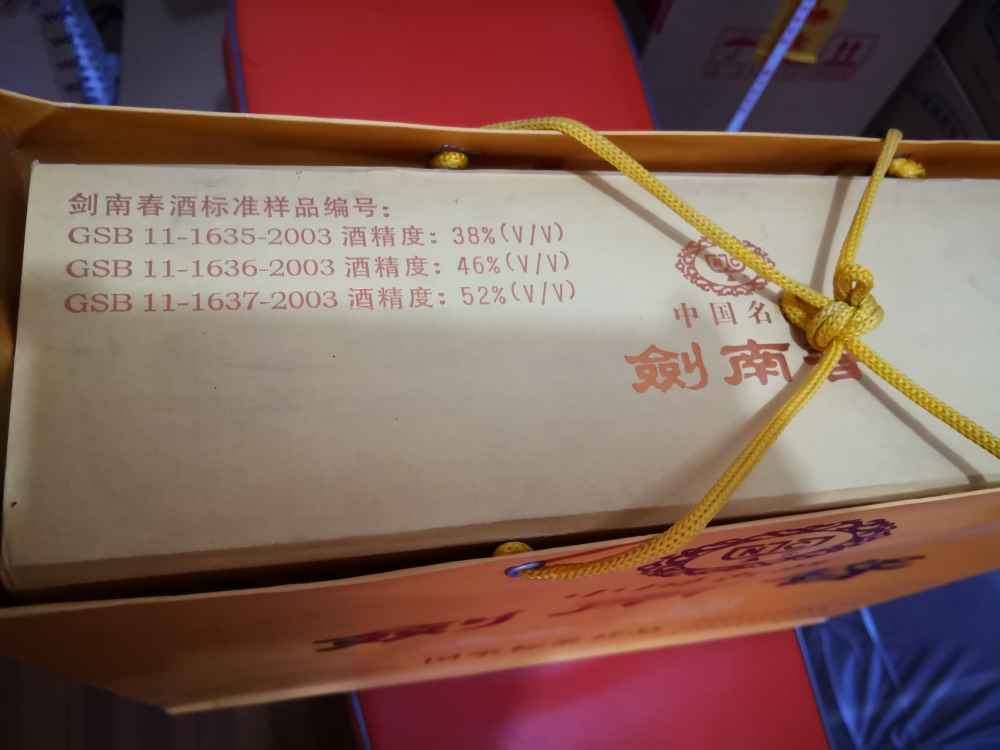 剑南春酒标准样品编号:
GSB 11-1635-2003 酒精度: 38%(V/V)
GSB 11-1636-2003 酒精度: 46%(V/V)
GSB 11-1637-2003 酒精度: 52%(V/V)
中国名
劍南春